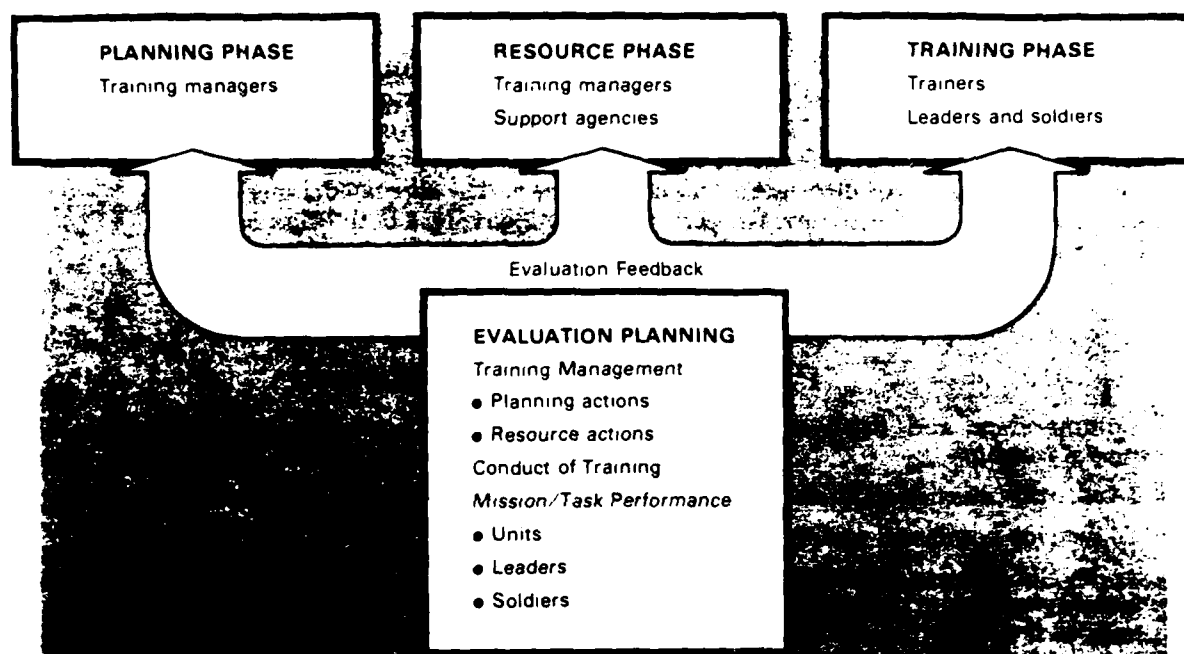 PLANNING PHASE
Training managers
RESOURCE PHASE
Training managers
Support agencies
TRAINING PHASE
Trainers
Leaders and soldiers
Evaluation Feedback
EVALUATION PLANNING
Training Management
● Planning actions
● Resource actions
Conduct of Training
Mission/Task Performance
● Units
● Leaders
● Soldiers